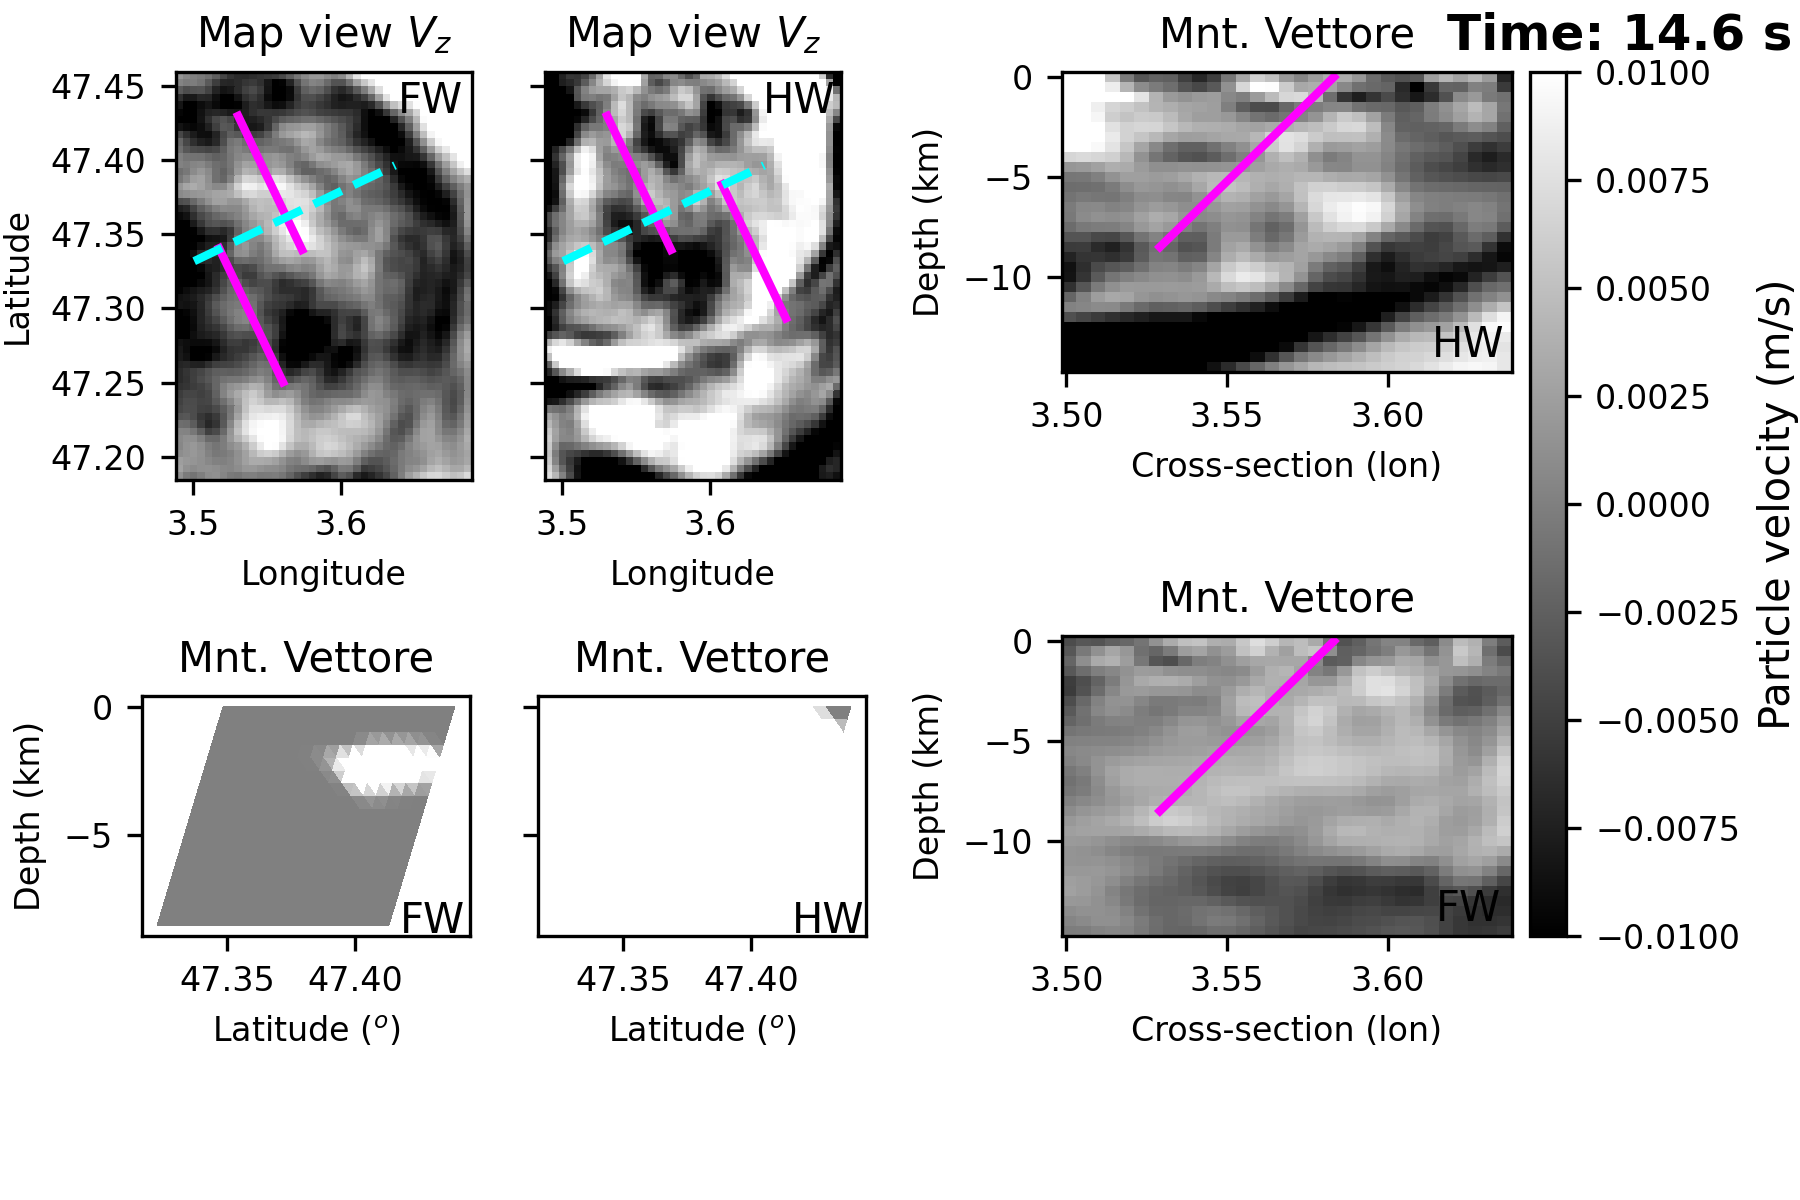 Map view Vz
Map view Vz
Mnt. Vettore
Time: 14.6 s
FW
47.45
47.40
47.35
47.30
47.25
47.20
Latitude
3.5
3.6
Longitude
HW
3.5
3.6
Longitude
0
−5
−10
Depth (km)
HW
3.50
3.55
3.60
Cross-section (lon)
0.0100
0.0075
0.0050
0.0025
0.0000
−0.0025
−0.0050
−0.0075
−0.0100
Particle velocity (m/s)
Mnt. Vettore
0
−5
Depth (km)
FW
47.35
47.40
Latitude (o)
Mnt. Vettore
HW
47.35
47.40
Latitude (o)
Mnt. Vettore
0
−5
−10
Depth (km)
FW
3.50
3.55
3.60
Cross-section (lon)